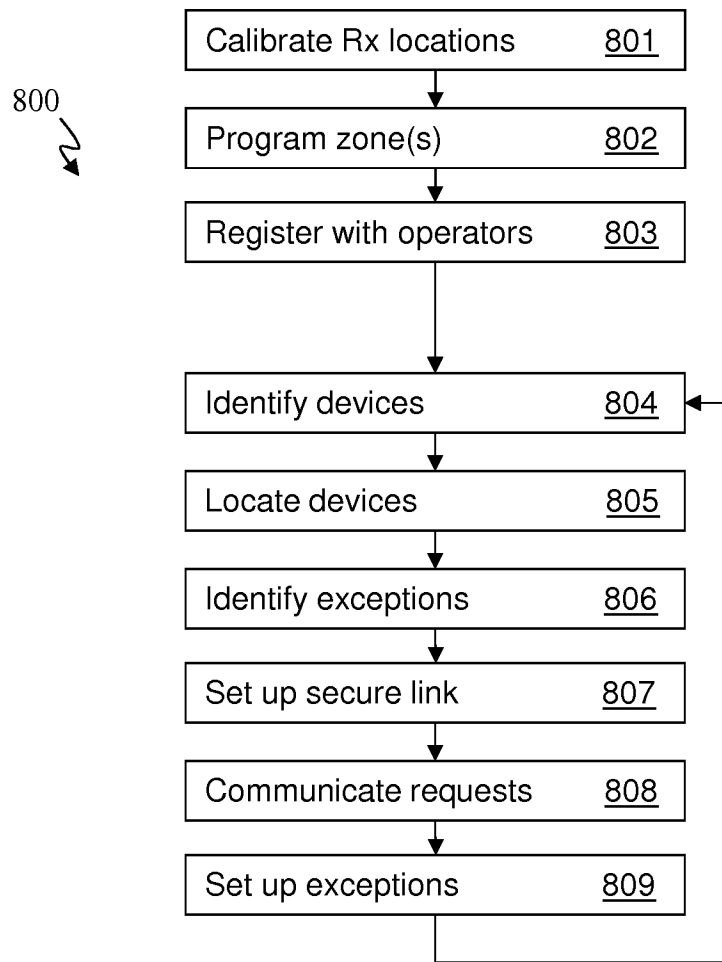 Calibrate Rx locations 801
800
Program zone(s) 802
Register with operators 803
Identify devices 804
Locate devices 805
Identify exceptions 806
Set up secure link 807
Communicate requests 808
Set up exceptions 809